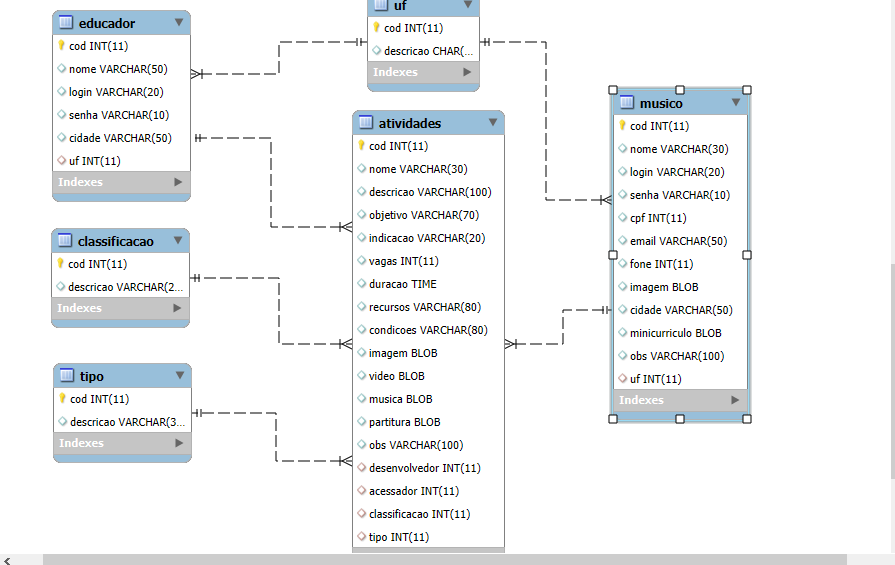 educador
cod INT(11)
nome VARCHAR(50)
login VARCHAR(20)
senha VARCHAR(10)
cidade VARCHAR(50)
uf INT(11)
Indexes
uf
cod INT(11)
descricao CHAR(...
Indexes
classificacao
cod INT(11)
descricao VARCHAR(2...
Indexes
tipo
cod INT(11)
descricao VARCHAR(3...
Indexes
atividades
cod INT(11)
nome VARCHAR(30)
descricao VARCHAR(100)
objetivo VARCHAR(70)
indicacao VARCHAR(20)
vagas INT(11)
duracao TIME
recursos VARCHAR(80)
condicoes VARCHAR(80)
imagem BLOB
video BLOB
musica BLOB
partitura BLOB
obs VARCHAR(100)
desenvolvedor INT(11)
acessador INT(11)
classificacao INT(11)
tipo INT(11)
musico
cod INT(11)
nome VARCHAR(30)
login VARCHAR(20)
senha VARCHAR(10)
cpf INT(11)
email VARCHAR(50)
fone INT(11)
imagem BLOB
cidade VARCHAR(50)
minicurriculo BLOB
obs VARCHAR(100)
uf INT(11)
Indexes